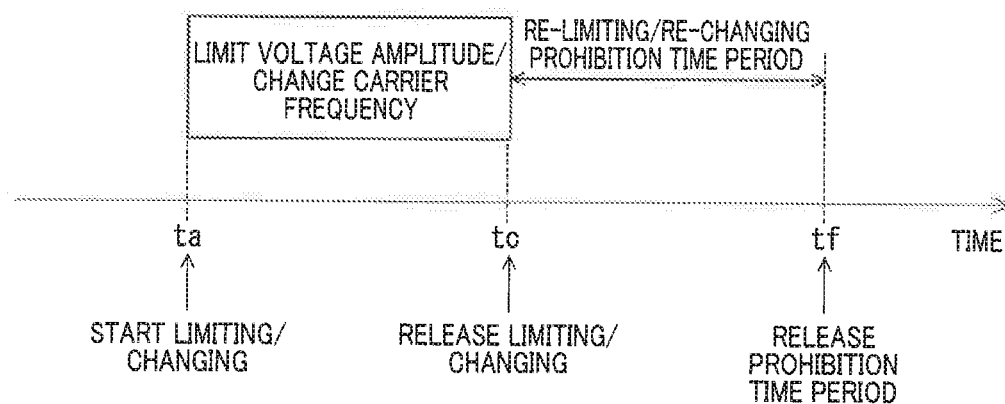 LIMIT VOLTAGE AMPLITUDE/
CHANGE CARRIER
FREQUENCY
RE-LIMITING/RE-CHANGING
PROHIBITION TIME PERIOD
ta
tc
tf
TIME
START LIMITING/
CHANGING
RELEASE LIMITING/
CHANGING
RELEASE
PROHIBITION
TIME PERIOD